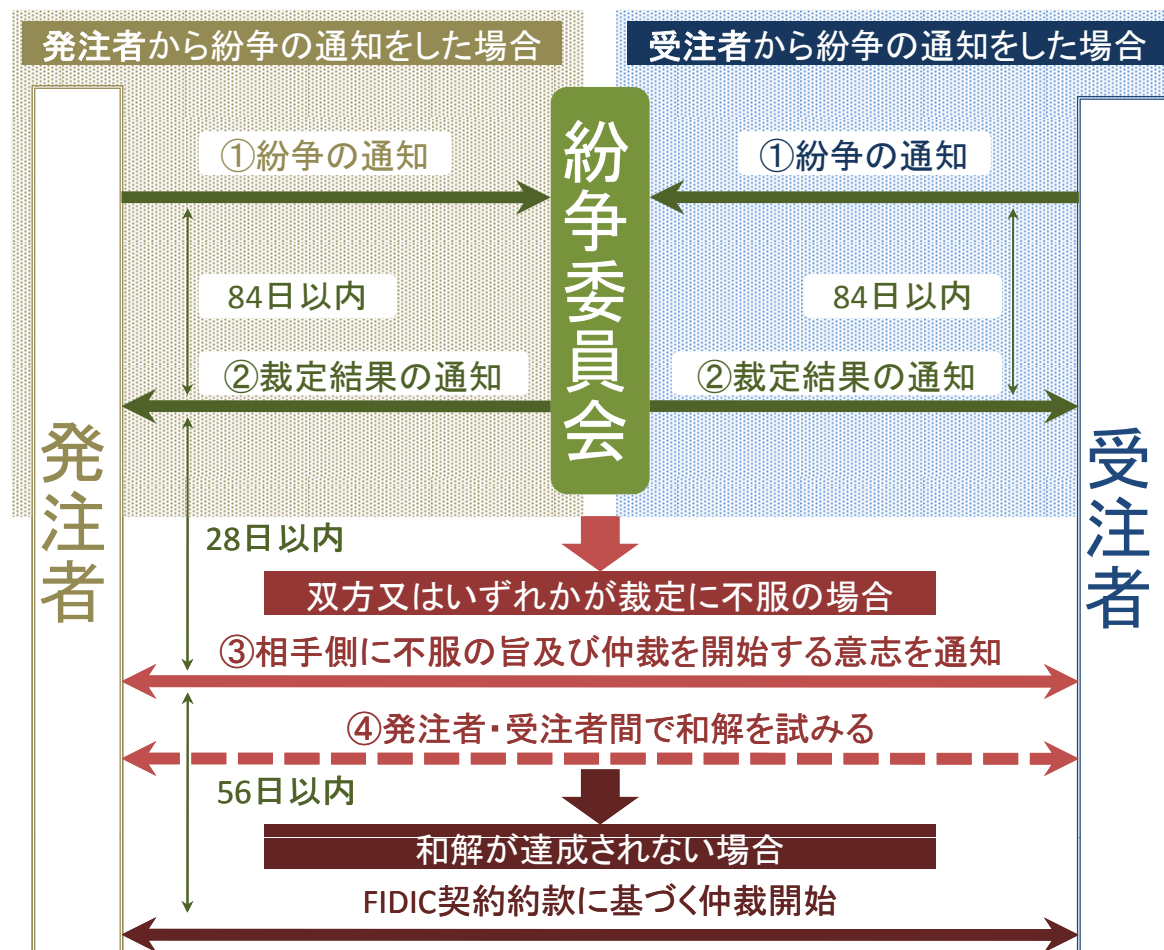 発注者から紛争の通知をした場合
受注者から紛争の通知をした場合
紛争委員会
①紛争の通知
①紛争の通知
84日以内
84日以内
②裁定結果の通知
②裁定結果の通知
発注者
受注者
28日以内
双方又はいずれかが裁定に不服の場合
③相手側に不服の旨及び仲裁を開始する意志を通知
④発注者・受注者間で和解を試みる
56日以内
和解が達成されない場合
FIDIC契約約款に基づく仲裁開始